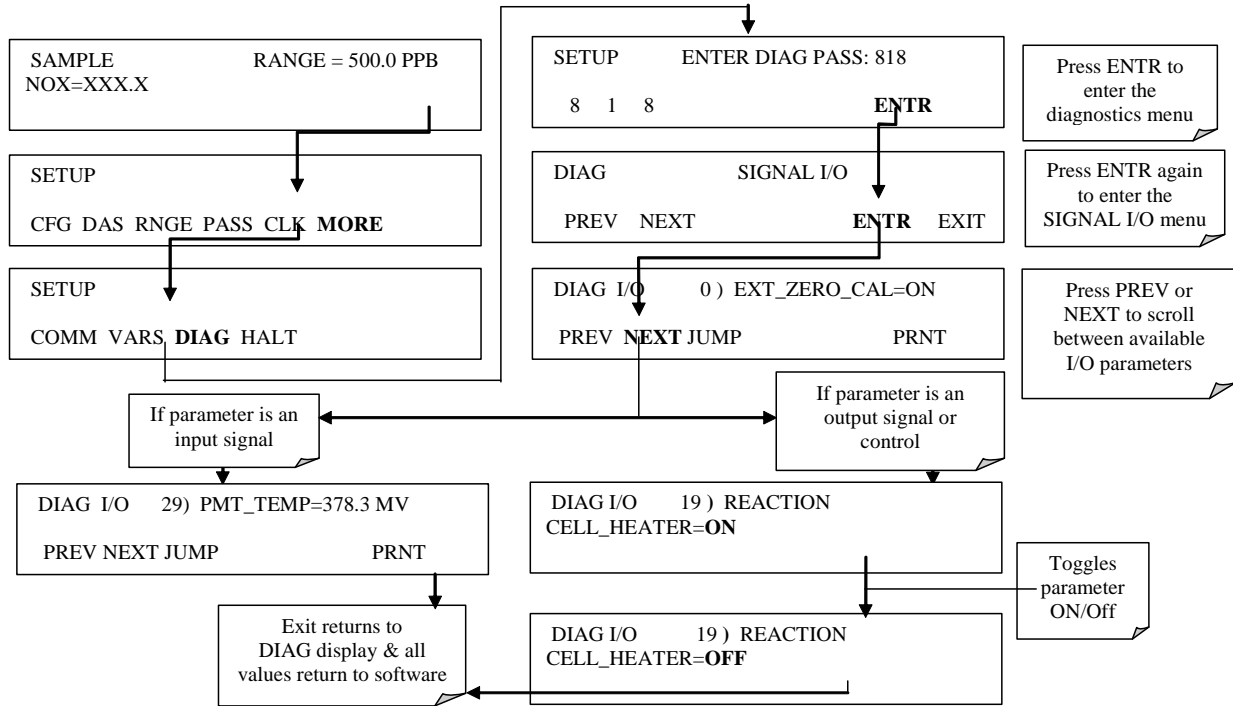 SAMPLE RANGE = 500.0 PPB
NOX=XXX.X
SETUP
CFG DAS RNGE PASS CLK MORE
SETUP
COMM VARS DIAG HALT
SETUP ENTER DIAG PASS: 818
8 1 8 ENTR
Press ENTR to
enter the
diagnostics menu
DIAG SIGNAL I/O
PREV NEXT ENTR EXIT
Press ENTR again
to enter the
SIGNAL I/O menu
DIAG I/O 0 ) EXT_ZERO_CAL=ON
PREV NEXT JUMP PRNT
Press PREV or
NEXT to scroll
between available
I/O parameters
If parameter is an
input signal
If parameter is an
output signal or
control
DIAG I/O 29) PMT_TEMP=378.3 MV
PREV NEXT JUMP PRNT
DIAG I/O 19 ) REACTION
CELL_HEATER=ON
Toggles
parameter
ON/Off
Exit returns to
DIAG display & all
values return to software
DIAG I/O 19 ) REACTION
CELL_HEATER=OFF